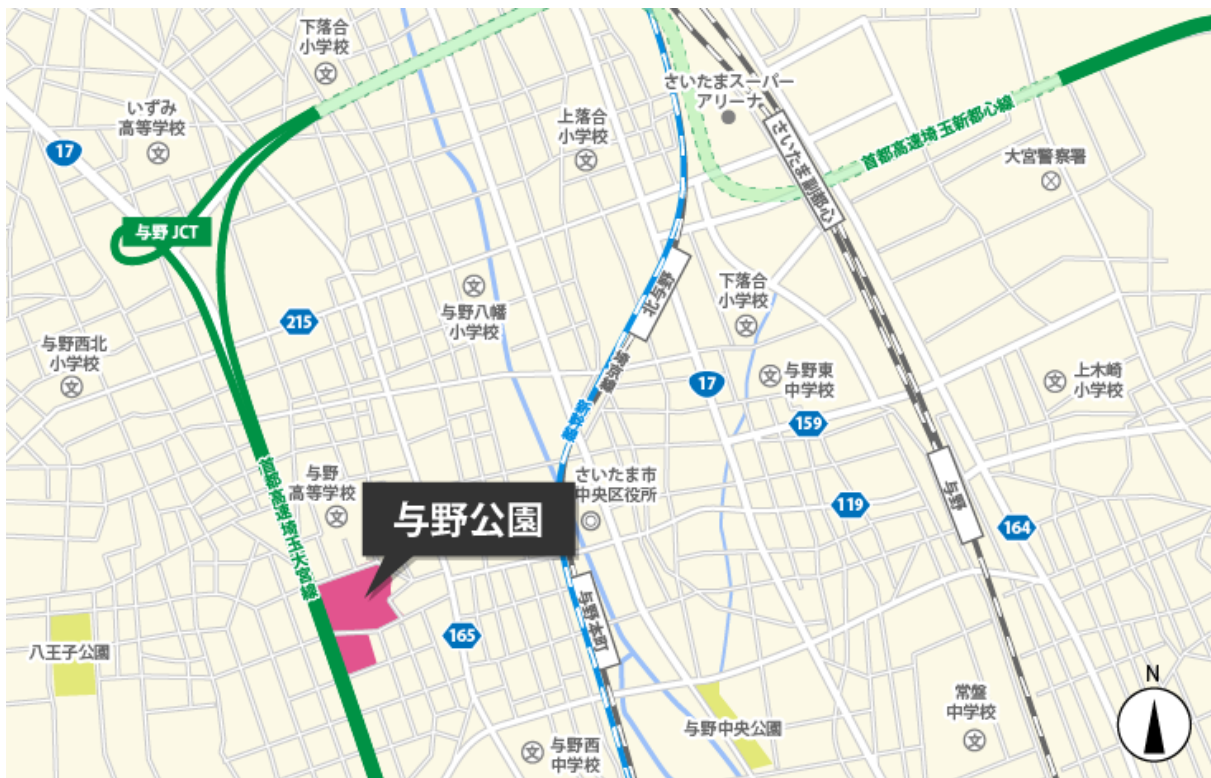 下落合
小学校
さいたまスーパー
アリーナ
いずみ
高等学校
17
上落合
小学校
さいたま副都心
首都高速埼玉新都心線
大宮警察署
与野 JCT
与野八幡
小学校
北与野
下落合
小学校
215
与野西北
小学校
埼京線
17
与野東
中学校
上木崎
小学校
159
与野
高等学校
さいたま市
中央区役所
首都高速埼玉大宮線
与野公園
119
与野
164
与野本町
165
八王子公園
与野中央公園
常盤
中学校
与野西
中学校
N